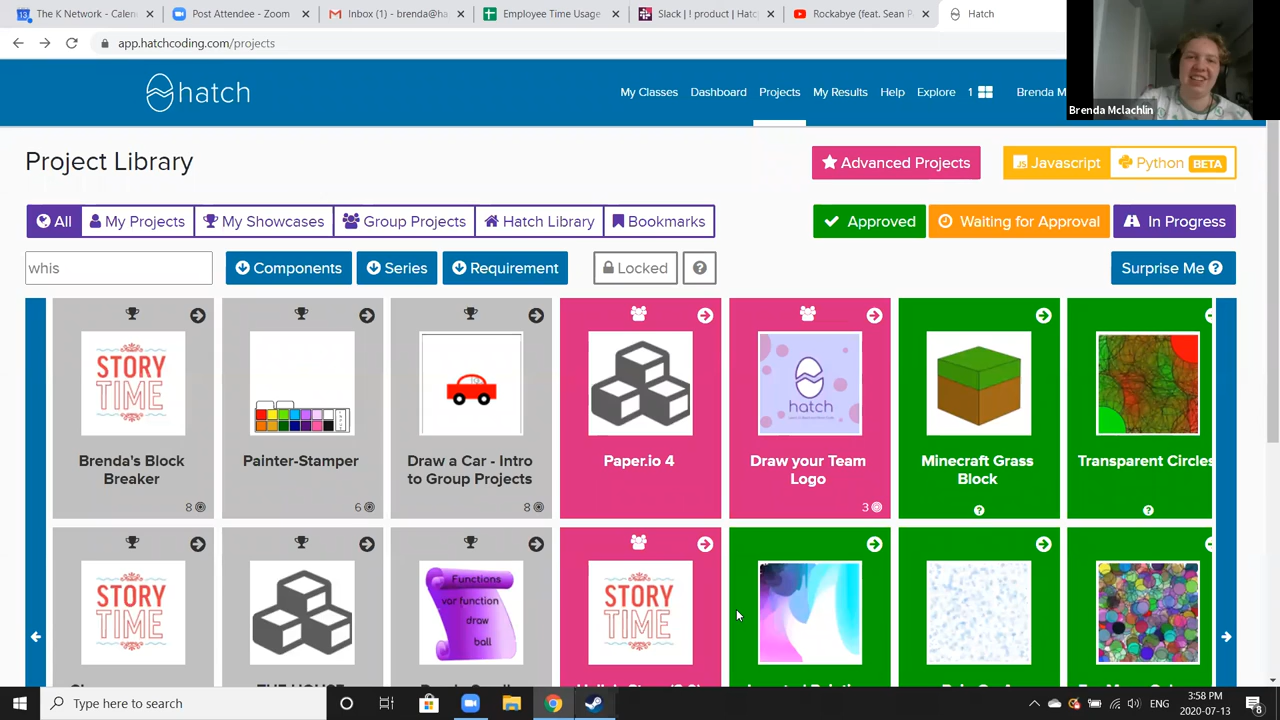 The K Network - Calen
Post Attendee - Zoom
Inbox (1) - brenda@ha
Employee Time Usage
Slack | ! product | Hatc
Rockabye (feat. Sean P
Hatch
app.hatchcoding.com/projects
hatch
My Classes
Dashboard
Projects
My Results
Help
Explore
1
Brenda M
Brenda Mclachlin
Project Library
Advanced Projects
JS Javascript
Python BETA
All
My Projects
My Showcases
Group Projects
Hatch Library
Bookmarks
Approved
Waiting for Approval
In Progress
whis
Components
Series
Requirement
Locked
?
Surprise Me ?
STORY
TIME
hatch
Brenda's Block
Breaker
8
Painter-Stamper
6
Draw a Car - Intro
to Group Projects
8
Paper.io 4
Draw your Team
Logo
3
Minecraft Grass
Block
?
Transparent Circles
?
STORY
TIME
Functions
var function
draw
ball
STORY
TIME
THE HOUSE
Type here to search
ENG
3:58 PM
2020-07-13
8